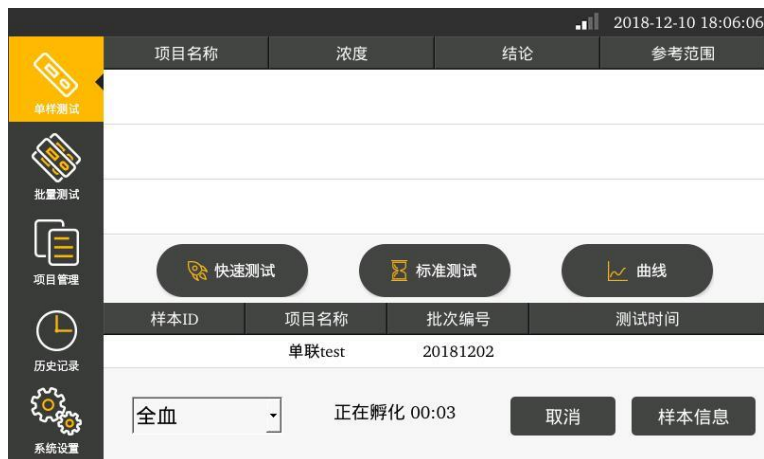 2018-12-10 18:06:06
项目名称 浓度 结论 参考范围
单样测试
批量测试
快速测试 标准测试 曲线
项目管理
样本ID 项目名称 批次编号 测试时间
单联test 20181202
历史记录
全血 正在孵化 00:03 取消 样本信息
系统设置